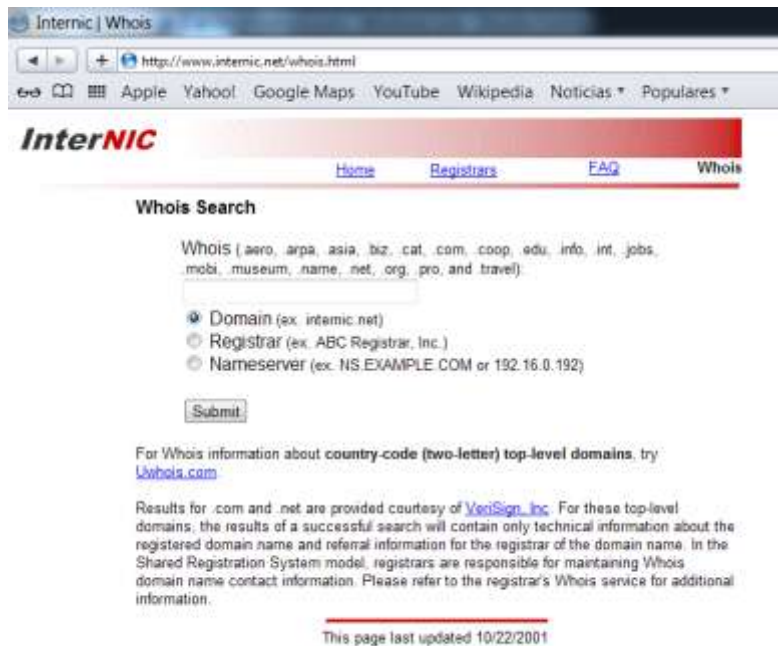 Internic | Whois
http://www.internic.net/whois.html
Apple Yahoo! Google Maps YouTube Wikipedia Noticias Populares
InterNIC
Home Registrars FAQ Whois
Whois Search
Whois (.aero, .arpa, .asia, .biz, .cat, .com, .coop, .edu, .info, .int, .jobs,
.mobi, .museum, .name, .net, .org, .pro, and .travel):
Domain (ex. internic.net)
Registrar (ex. ABC Registrar, Inc.)
Nameserver (ex. NS.EXAMPLE.COM or 192.16.0.192)
Submit
For Whois information about country-code (two-letter) top-level domains, try
Uwhois.com.
Results for .com and .net are provided courtesy of VeriSign, Inc. For these top-level
domains, the results of a successful search will contain only technical information about the
registered domain name and referral information for the registrar of the domain name. In the
Shared Registration System model, registrars are responsible for maintaining Whois
domain name contact information. Please refer to the registrar's Whois service for additional
information.
This page last updated 10/22/2001